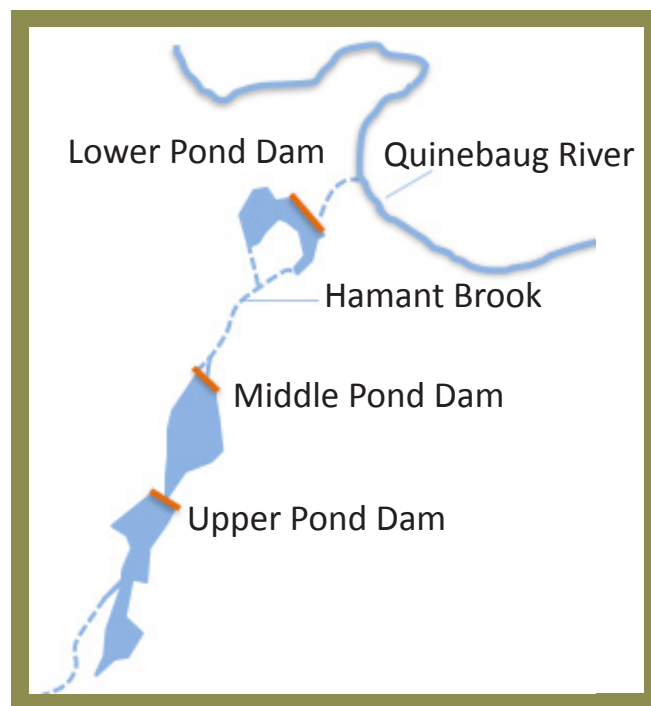 Lower Pond Dam
Quinebaug River
Hamant Brook
Middle Pond Dam
Upper Pond Dam